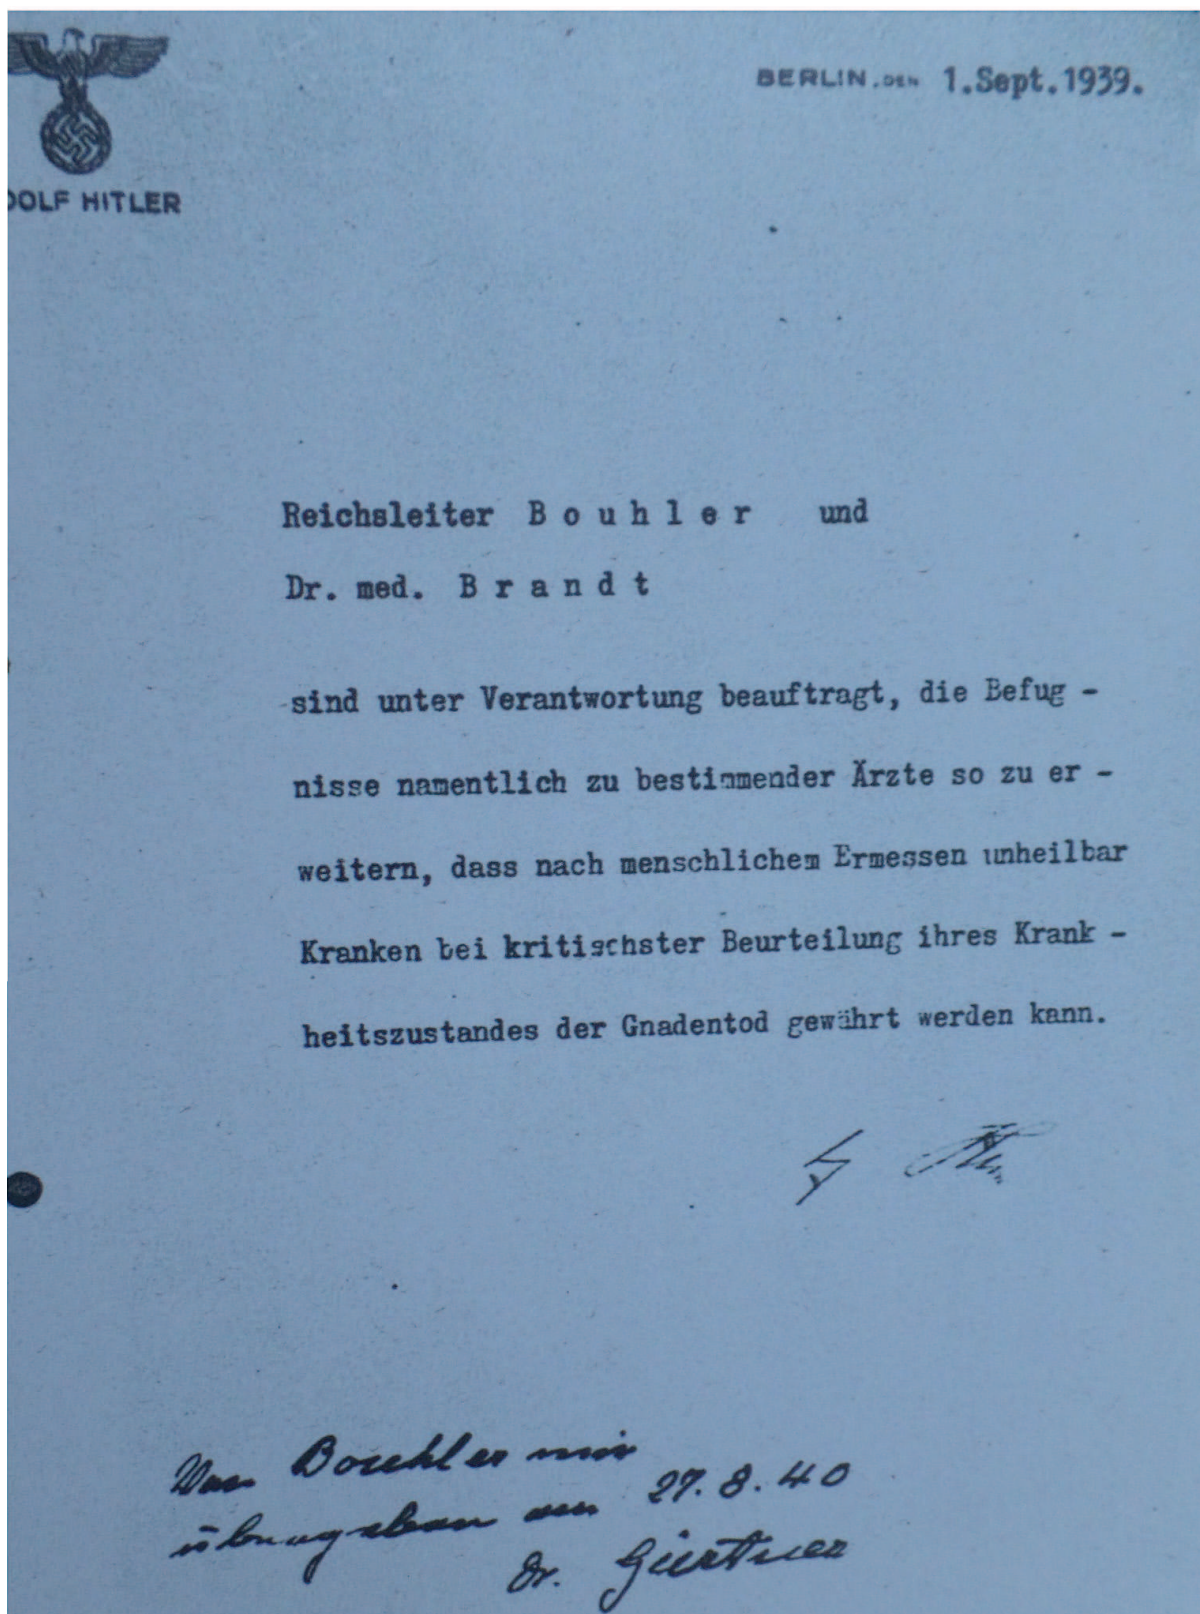 DOLF HITLER
BERLIN, DEN 1.Sept.1939.
Reichsleiter B o u h l e r und
Dr. med. B r a n d t
sind unter Verantwortung beauftragt, die Befug -
nisse namentlich zu bestimmender Ärzte so zu er -
weitern, dass nach menschlichem Ermessen unheilbar
Kranken bei kritischster Beurteilung ihres Krank -
heitszustandes der Gnadentod gewährt werden kann.
Von Bouhler mir
übergeben am 27.8.40
Dr. Gürtner